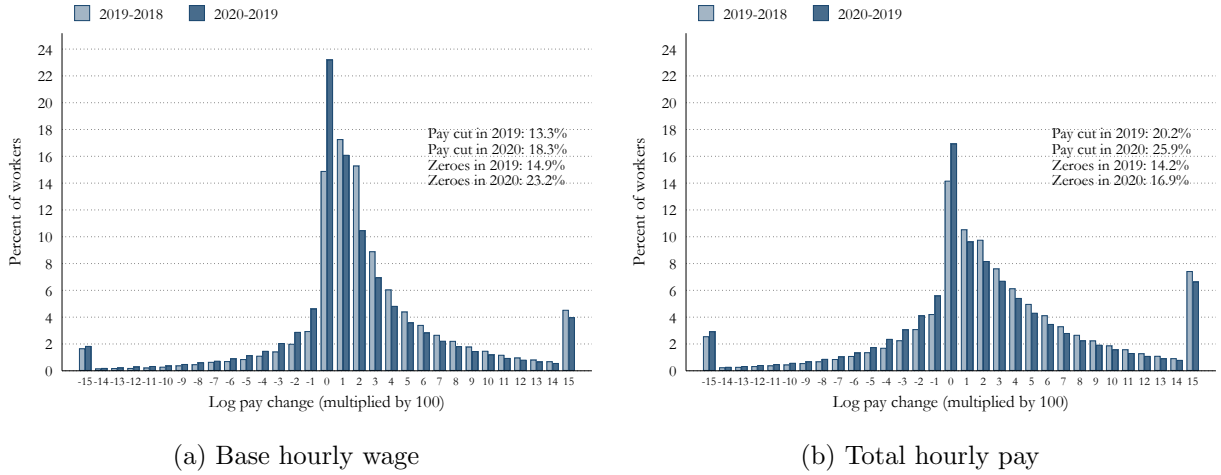 2019-2018 2020-2019
Percent of workers
24
22
20
18
16
14
12
10
8
6
4
2
0
Pay cut in 2019: 13.3%
Pay cut in 2020: 18.3%
Zeroes in 2019: 14.9%
Zeroes in 2020: 23.2%
-15 -14 -13 -12 -11 -10 -9 -8 -7 -6 -5 -4 -3 -2 -1 0 1 2 3 4 5 6 7 8 9 10 11 12 13 14 15
Log pay change (multiplied by 100)
(a) Base hourly wage
2019-2018 2020-2019
Percent of workers
24
22
20
18
16
14
12
10
8
6
4
2
0
Pay cut in 2019: 20.2%
Pay cut in 2020: 25.9%
Zeroes in 2019: 14.2%
Zeroes in 2020: 16.9%
-15 -14 -13 -12 -11 -10 -9 -8 -7 -6 -5 -4 -3 -2 -1 0 1 2 3 4 5 6 7 8 9 10 11 12 13 14 15
Log pay change (multiplied by 100)
(b) Total hourly pay